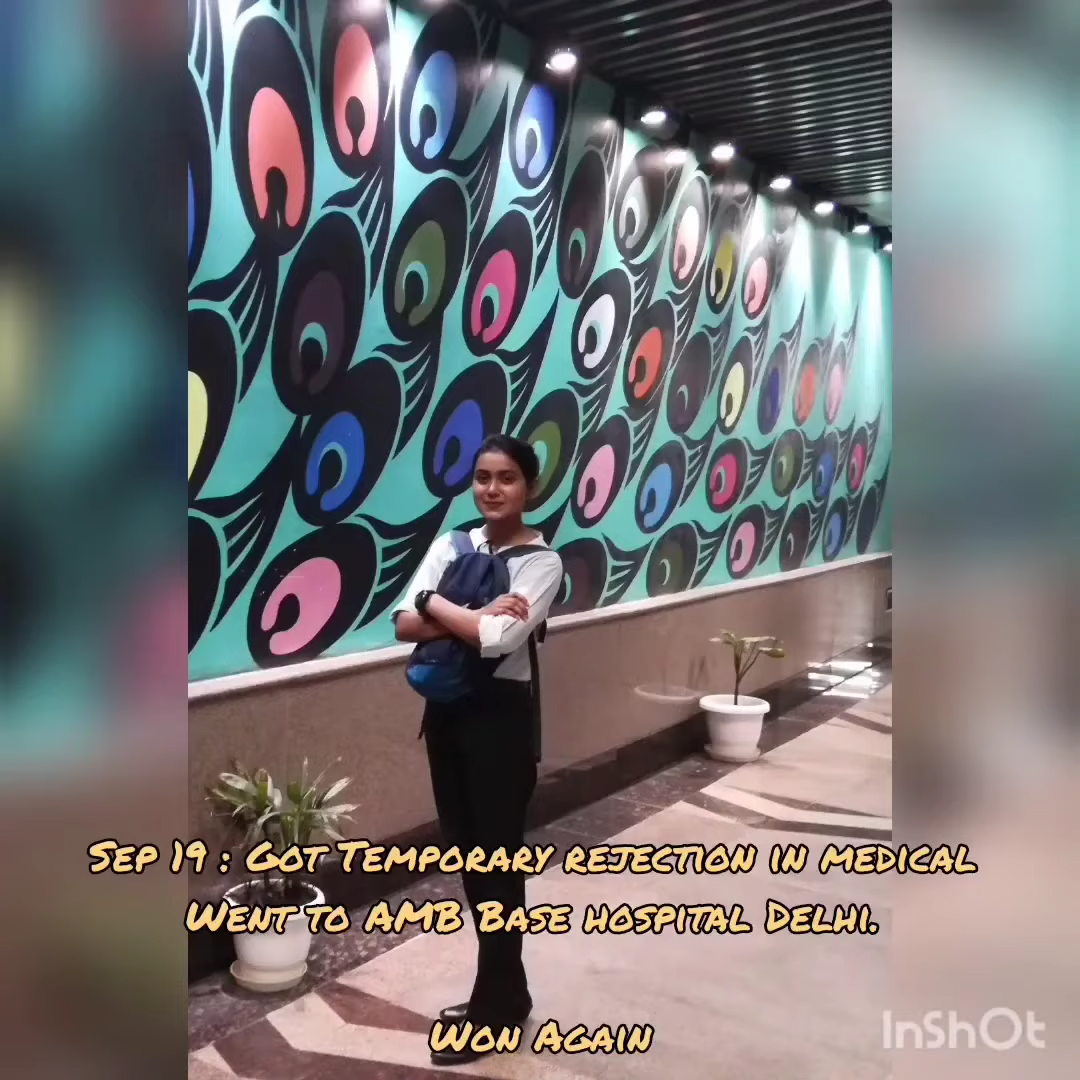 Sep 19 : Got Temporary rejection in medical
Went to AMB Base hospital Delhi.
Won Again
InShOt